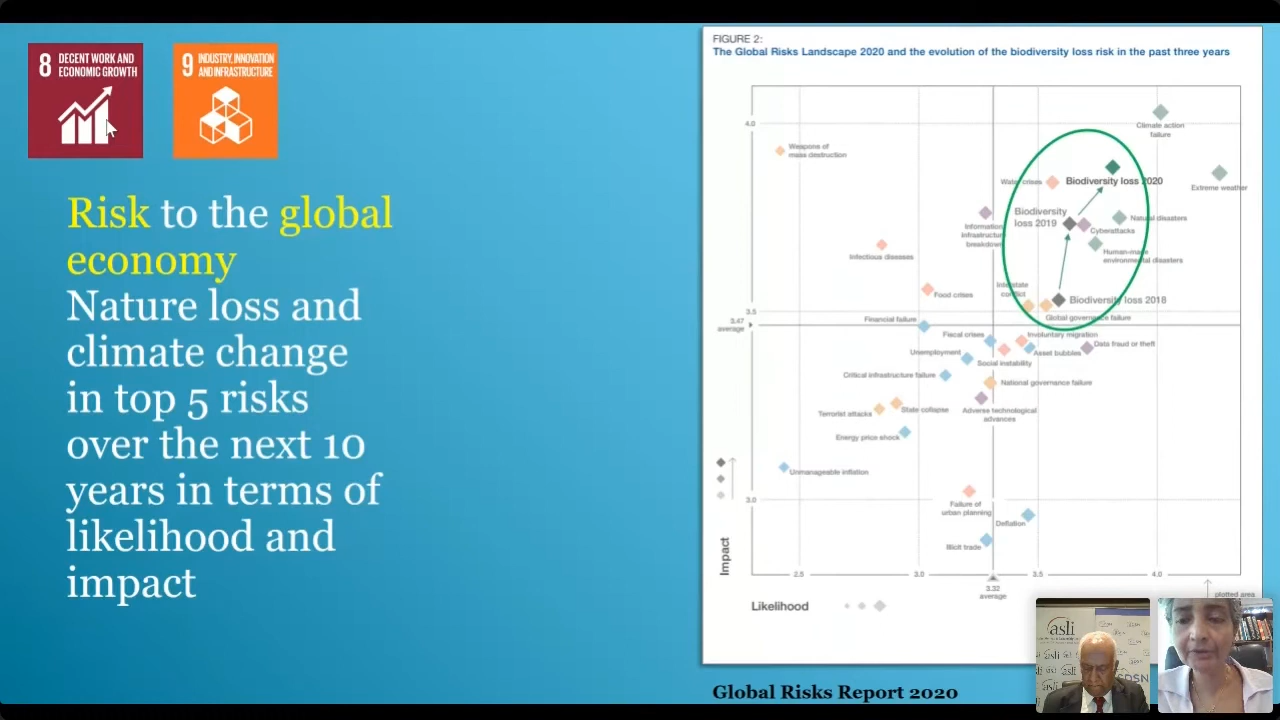 8 DECENT WORK AND
ECONOMIC GROWTH
9 INDUSTRY, INNOVATION
AND INFRASTRUCTURE
Risk to the global
economy
Nature loss and
climate change
in top 5 risks
over the next 10
years in terms of
likelihood and
impact
FIGURE 2:
The Global Risks Landscape 2020 and the evolution of the biodiversity loss risk in the past three years
4.0
Climate action
failure
Weapons of
mass destruction
Water crises
Biodiversity loss 2020
Extreme weather
Information
infrastructure
breakdown
Biodiversity
loss 2019
Natural disasters
Cyberattacks
Human-made
environmental disasters
Infectious diseases
Food crises
Interstate
conflict
Biodiversity loss 2018
3.5
Global governance failure
3.47
average
Financial failure
Fiscal crises
Involuntary migration
Data fraud or theft
Unemployment
Asset bubbles
Social instability
Critical infrastructure failure
National governance failure
Terrorist attacks
State collapse
Adverse technological
advances
Energy price shock
Unmanageable inflation
3.0
Failure of
urban planning
Deflation
Illicit trade
Impact
2.5
3.0
3.5
4.0
3.32
average
plotted area
Likelihood
asli
Global Risks Report 2020